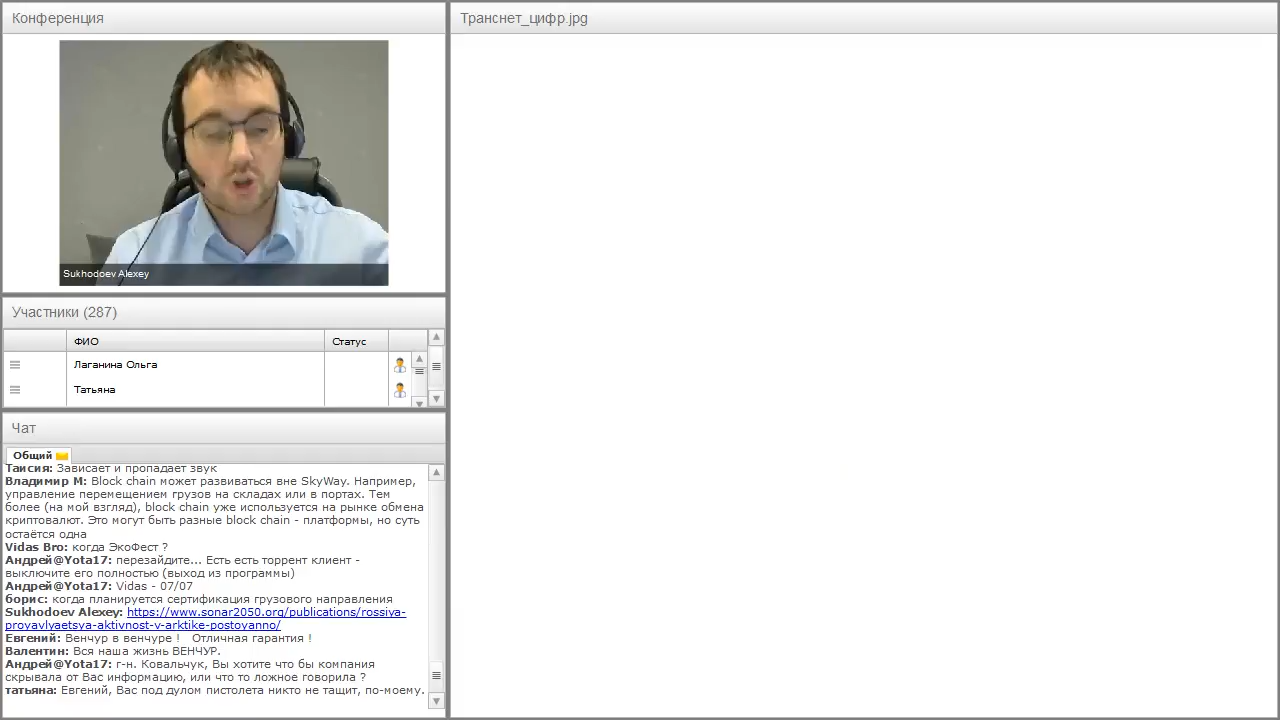 Конференция
Транснет_цифр.jpg
Sukhodoev Alexey
Участники (287)
ФИО
Статус
Лаганина Ольга
Татьяна
Чат
Общий
Таисия: Зависает и пропадает звук
Владимир М: Block chain может развиваться вне SkyWay. Например,
управление перемещением грузов на складах или в портах. Тем
более (на мой взгляд), block chain уже используется на рынке обмена
криптовалют. Это могут быть разные block chain - платформы, но суть
остаётся одна
Vidas Bro: когда ЭкоФест ?
Андрей@Yota17: перезайдите... Есть есть торрент клиент -
выключите его полностью (выход из программы)
Андрей@Yota17: Vidas - 07/07
борис: когда планируется сертификация грузового направления
Sukhodoev Alexey: https://www.sonar2050.org/publications/rossiya-
proyavlyaetsya-aktivnost-v-arktike-postoyanno/
Евгений: Венчур в венчуре ! Отличная гарантия !
Валентин: Вся наша жизнь ВЕНЧУР.
Андрей@Yota17: г-н. Ковальчук, Вы хотите что бы компания
скрывала от Вас информацию, или что то ложное говорила ?
татьяна: Евгений, Вас под дулом пистолета никто не тащит, по-моему.